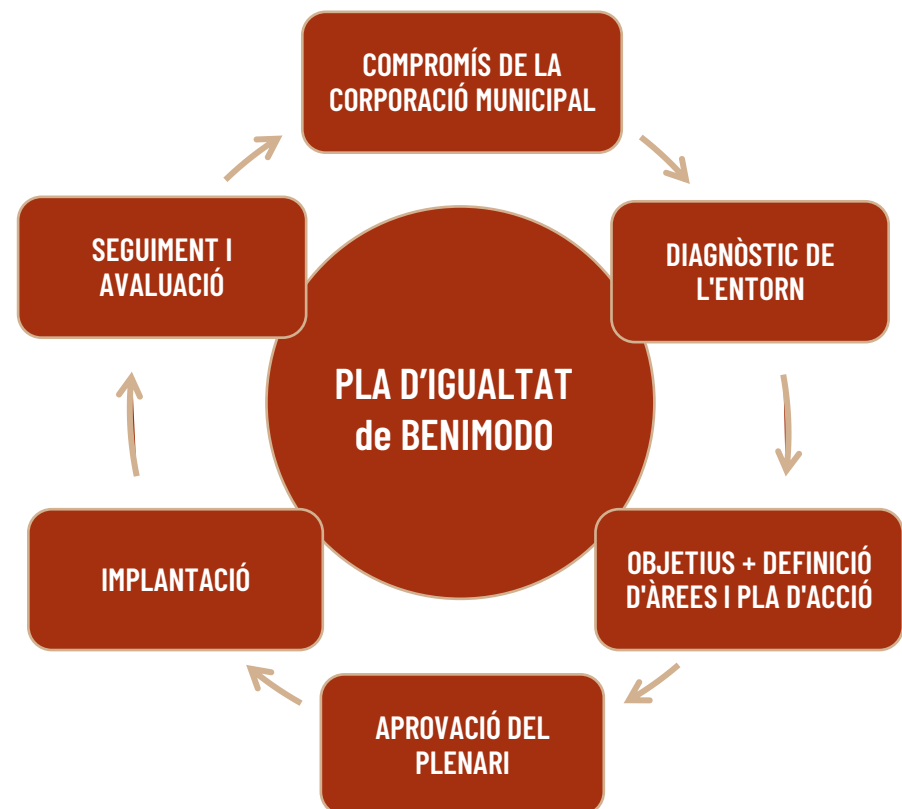 COMPROMÍS DE LA
CORPORACIÓ MUNICIPAL
DIAGNÒSTIC DE
L'ENTORN
OBJETIUS + DEFINICIÓ
D'ÀREES I PLA D'ACCIÓ
APROVACIÓ DEL
PLENARI
IMPLANTACIÓ
SEGUIMENT I
AVALUACIÓ
PLA D’IGUALTAT
de BENIMODO